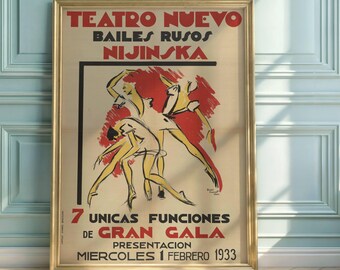 TEATRO NUEVO
BAILES RUSOS
NIJINSKA
7 UNICAS FUNCIONES
DE GRAN GALA
PRESENTACION
MIERCOLES 1 FEBRERO 1933